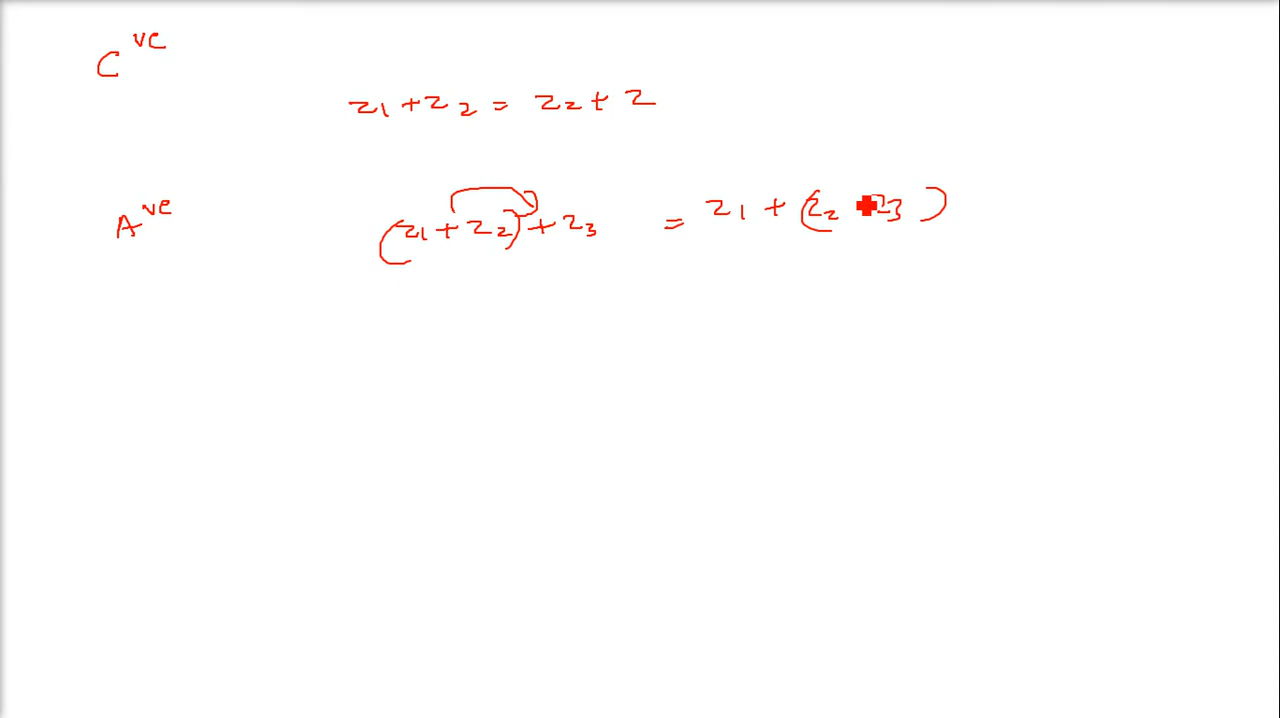 C^ve
z₁ + z₂ = z₂ + z
A^ve (z₁ + z₂) + z₃ = z₁ + (z₂ + z₃)